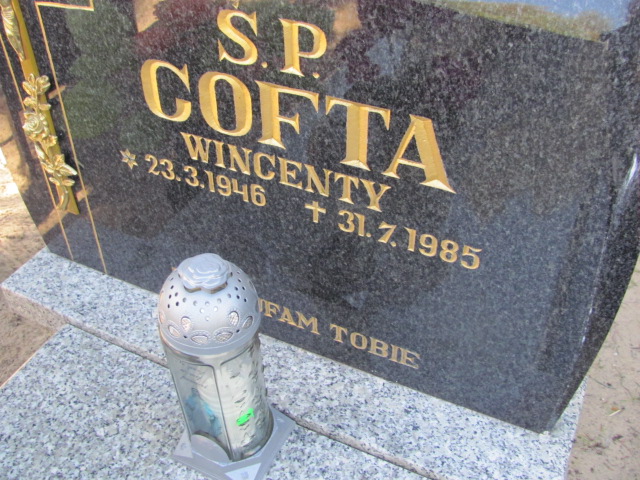 S.P.
COFTA
WINCENTY
* 23.3.1946
+ 31.7.1985
UFAM TOBIE